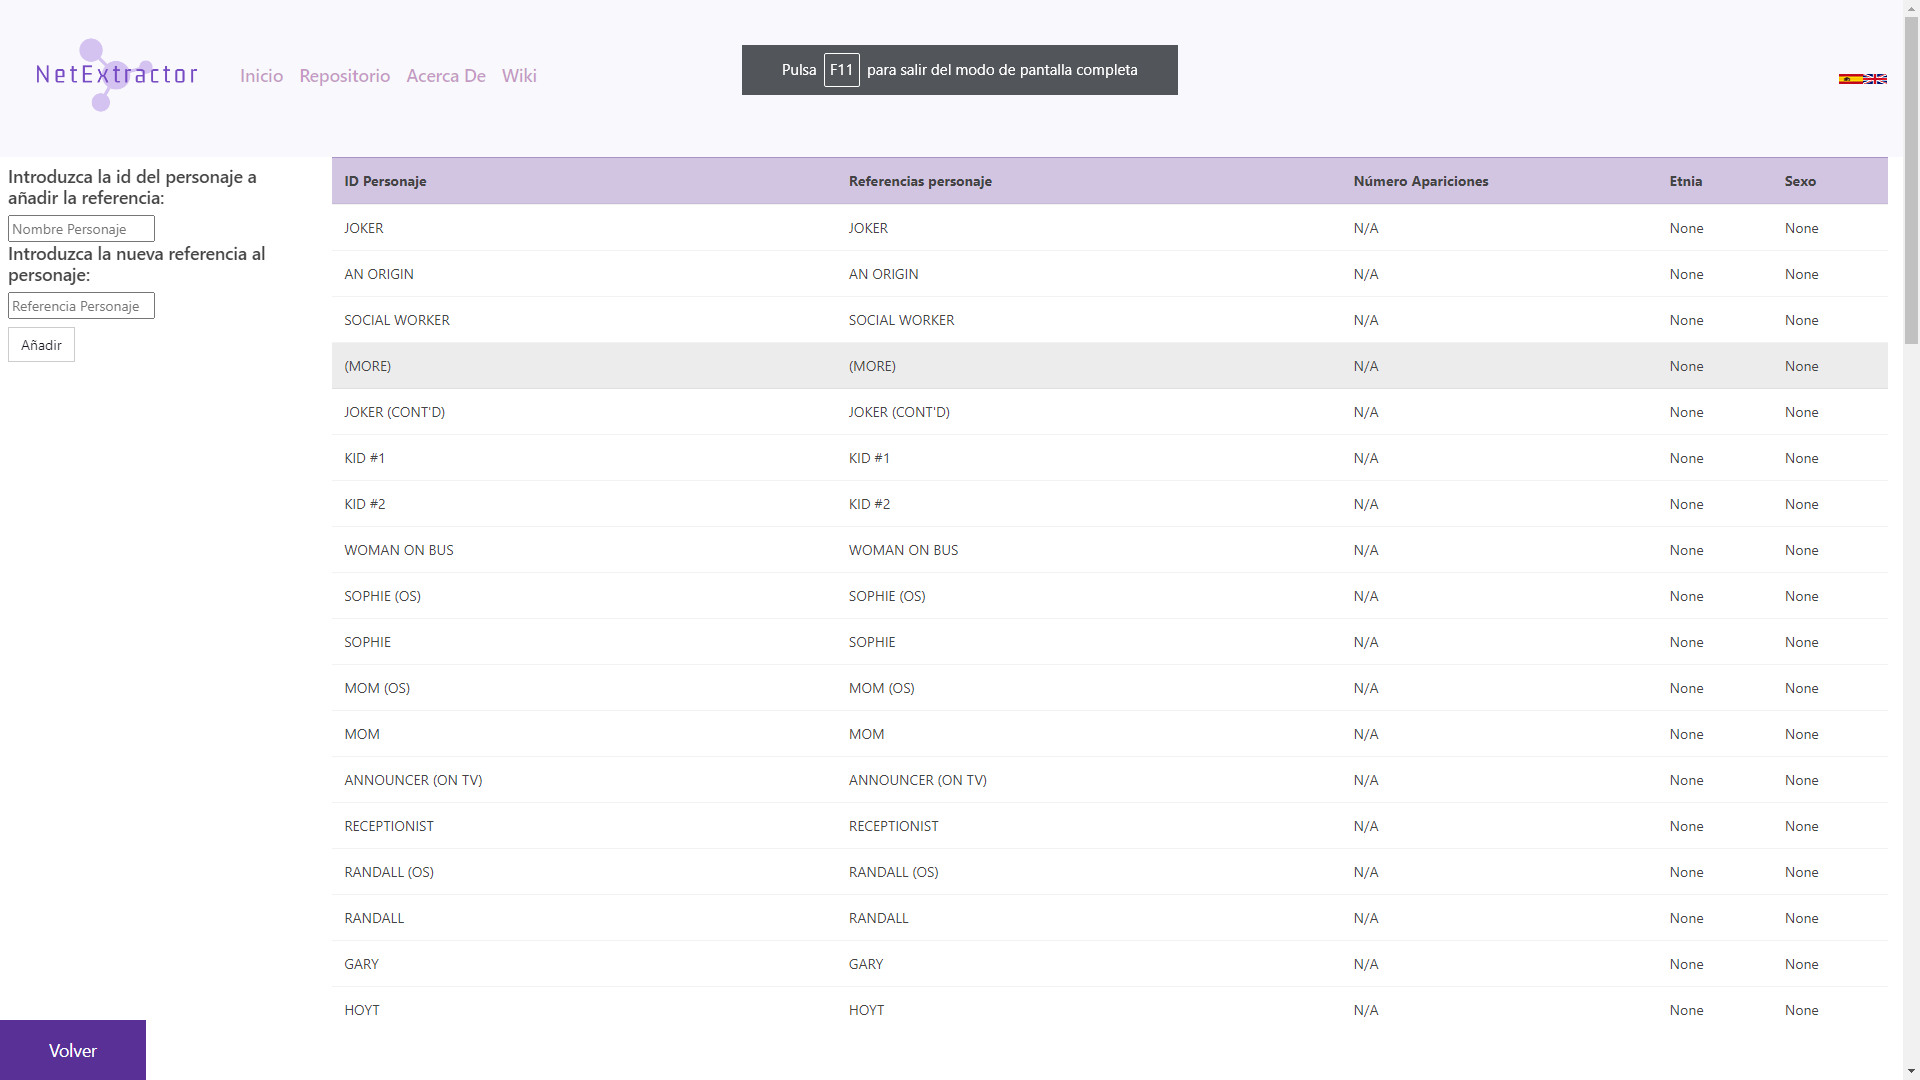 NetExtractor
Inicio Repositorio Acerca De Wiki
Pulsa F11 para salir del modo de pantalla completa
Introduzca la id del personaje a
añadir la referencia:
Nombre Personaje
Introduzca la nueva referencia al
personaje:
Referencia Personaje
Añadir
ID Personaje Referencias personaje Número Apariciones Etnia Sexo
JOKER JOKER N/A None None
AN ORIGIN AN ORIGIN N/A None None
SOCIAL WORKER SOCIAL WORKER N/A None None
(MORE) (MORE) N/A None None
JOKER (CONT'D) JOKER (CONT'D) N/A None None
KID #1 KID #1 N/A None None
KID #2 KID #2 N/A None None
WOMAN ON BUS WOMAN ON BUS N/A None None
SOPHIE (OS) SOPHIE (OS) N/A None None
SOPHIE SOPHIE N/A None None
MOM (OS) MOM (OS) N/A None None
MOM MOM N/A None None
ANNOUNCER (ON TV) ANNOUNCER (ON TV) N/A None None
RECEPTIONIST RECEPTIONIST N/A None None
RANDALL (OS) RANDALL (OS) N/A None None
RANDALL RANDALL N/A None None
GARY GARY N/A None None
HOYT HOYT N/A None None
Volver